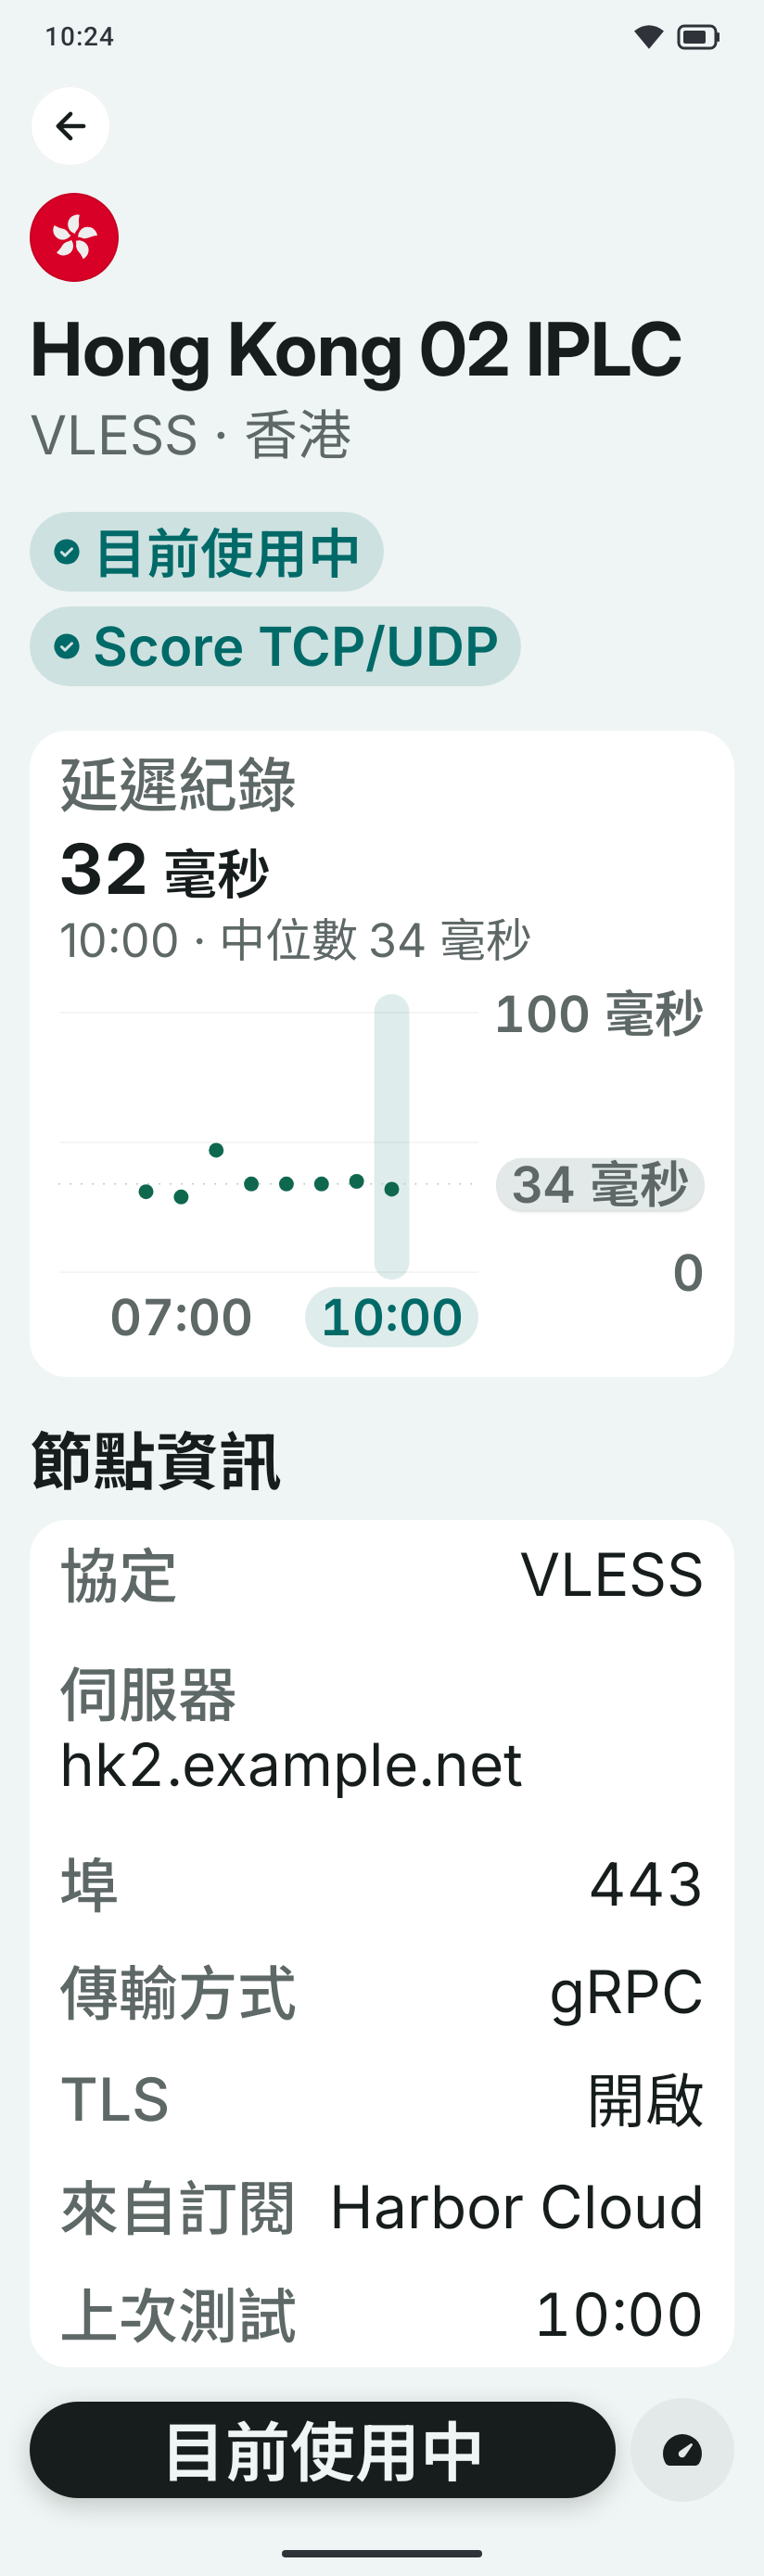 10:24
Hong Kong 02 IPLC
VLESS · 香港
目前使用中
Score TCP/UDP
延遲紀錄
32 毫秒
10:00 · 中位數 34 毫秒
100 毫秒
34 毫秒
0
07:00 10:00
節點資訊
協定 VLESS
伺服器
hk2.example.net
埠 443
傳輸方式 gRPC
TLS 開啟
來自訂閱 Harbor Cloud
上次測試 10:00
目前使用中